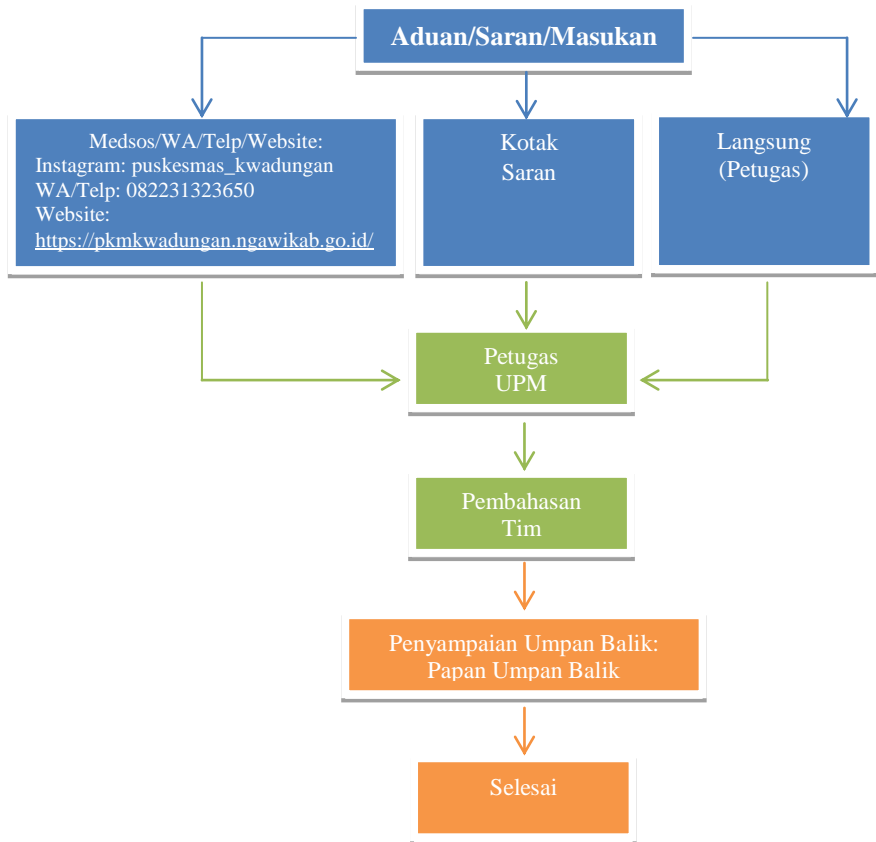 Aduan/Saran/Masukan
Medsos/WA/Telp/Website:
Instagram: puskesmas_kwadungan
WA/Telp: 082231323650
Website:
https://pkmkwadungan.ngawikab.go.id/
Kotak
Saran
Langsung
(Petugas)
Petugas
UPM
Pembahasan
Tim
Penyampaian Umpan Balik:
Papan Umpan Balik
Selesai